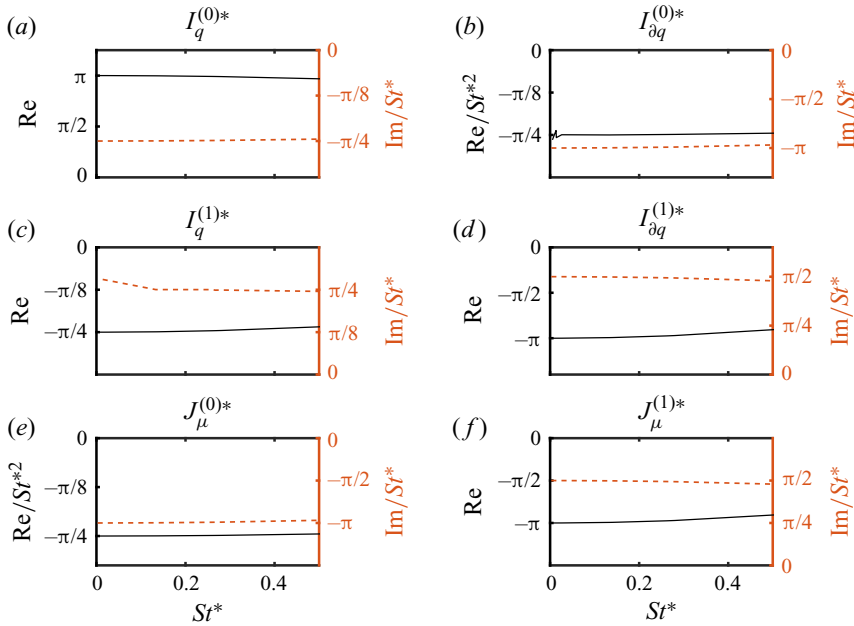 (a) I_q^{(0)*}
Re
π
π/2
0
0
−π/8
−π/4
Im/St*
(b) I_{∂q}^{(0)*}
Re/St*²
0
−π/8
−π/4
0
−π/2
−π
Im/St*
(c) I_q^{(1)*}
Re
0
−π/8
−π/4
π/4
π/8
0
Im/St*
(d) I_{∂q}^{(1)*}
Re
0
−π/2
−π
π/2
π/4
0
Im/St*
(e) J_μ^{(0)*}
Re/St*²
0
−π/8
−π/4
0
−π/2
−π
Im/St*
0 0.2 0.4
St*
(f) J_μ^{(1)*}
Re
0
−π/2
−π
0
π/2
π/4
0
Im/St*
0 0.2 0.4
St*